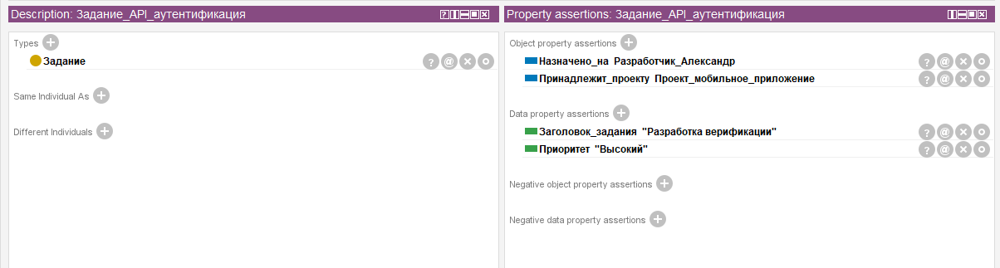 Description: Задание_API_аутентификация
Types
Задание
Same Individual As
Different Individuals
Property assertions: Задание_API_аутентификация
Object property assertions
Назначено_на Разработчик_Александр
Принадлежит_проекту Проект_мобильное_приложение
Data property assertions
Заголовок_задания "Разработка верификации"
Приоритет "Высокий"
Negative object property assertions
Negative data property assertions